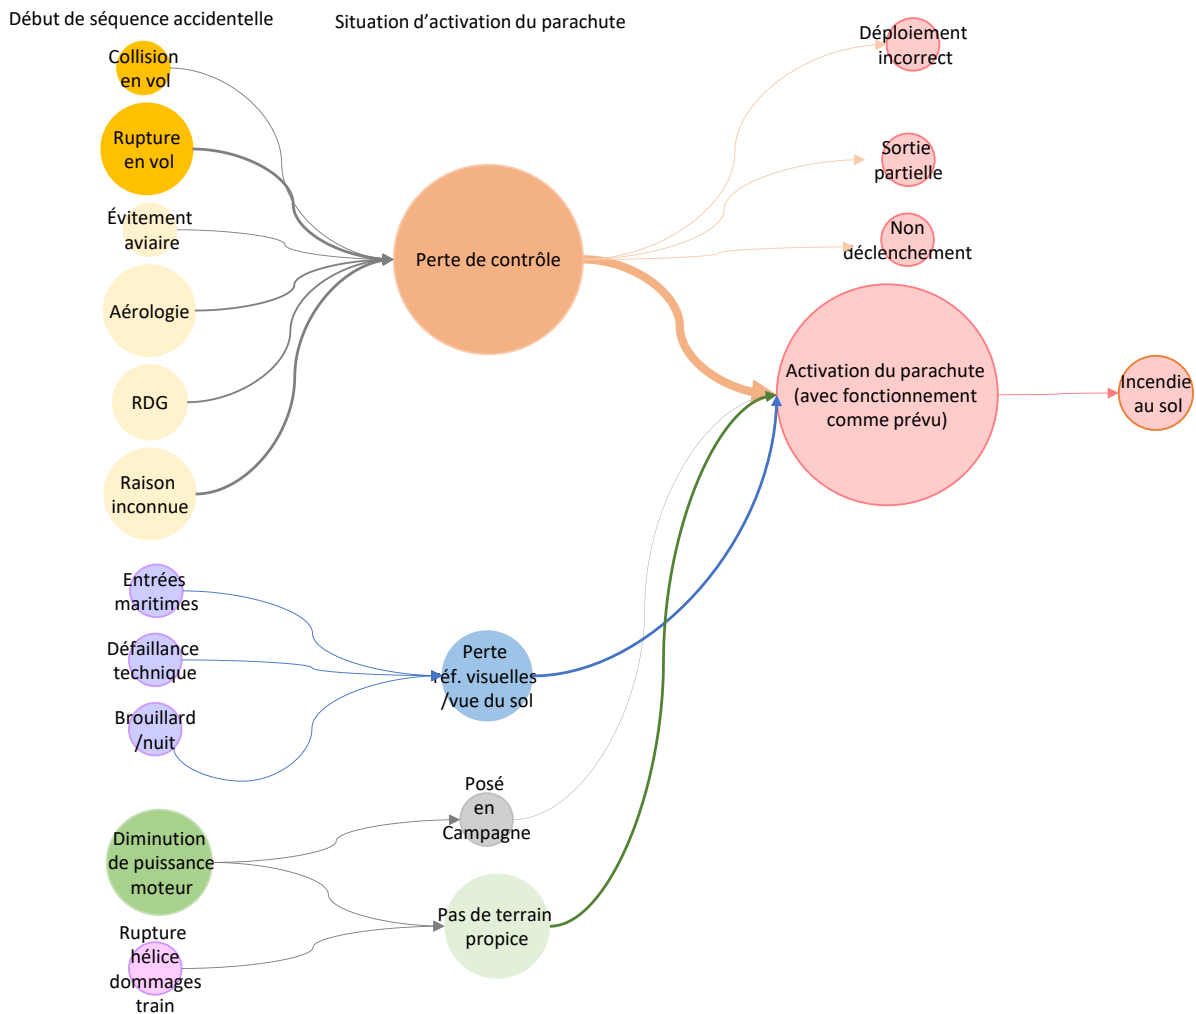 Début de séquence accidentelle
Situation d'activation du parachute
Collision
en vol
Rupture
en vol
Évitement
aviaire
Aérologie
RDG
Raison
inconnue
Entrées
maritimes
Défaillance
technique
Brouillard
/nuit
Diminution
de puissance
moteur
Rupture
hélice
dommages
train
Perte de contrôle
Perte
réf. visuelles
/vue du sol
Posé
en
Campagne
Pas de terrain
propice
Déploiement
incorrect
Sortie
partielle
Non
déclenchement
Activation du parachute
(avec fonctionnement
comme prévu)
Incendie
au sol